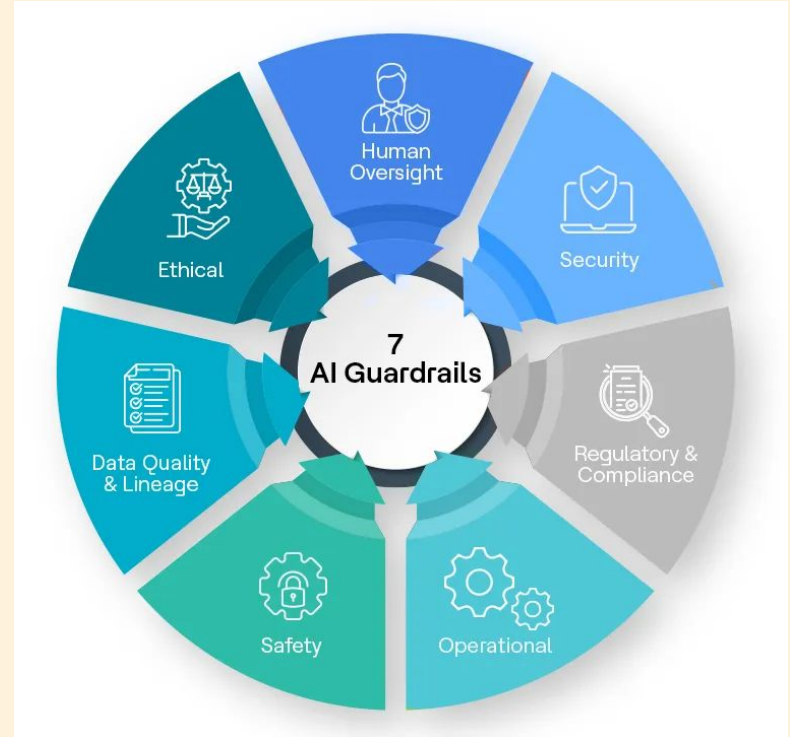 7
AI Guardrails
Human
Oversight
Security
Regulatory &
Compliance
Operational
Safety
Data Quality
& Lineage
Ethical